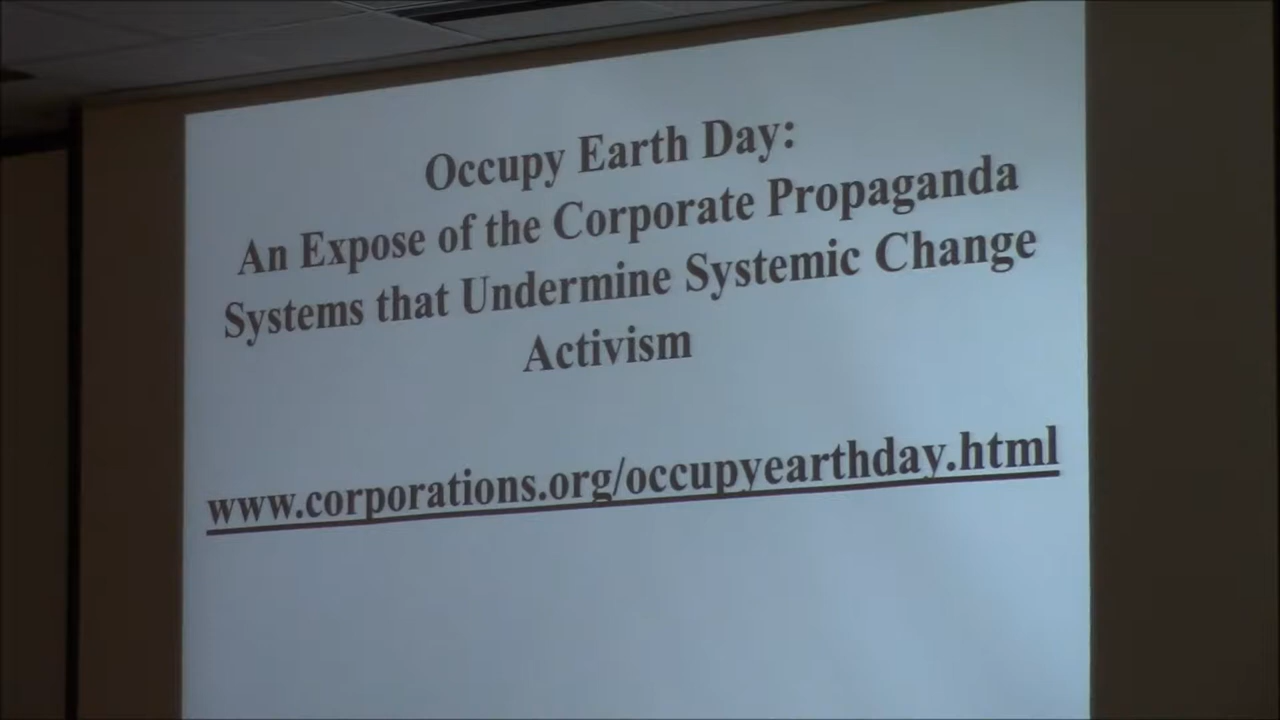 Occupy Earth Day:
An Expose of the Corporate Propaganda
Systems that Undermine Systemic Change
Activism
www.corporations.org/occupyearthday.html